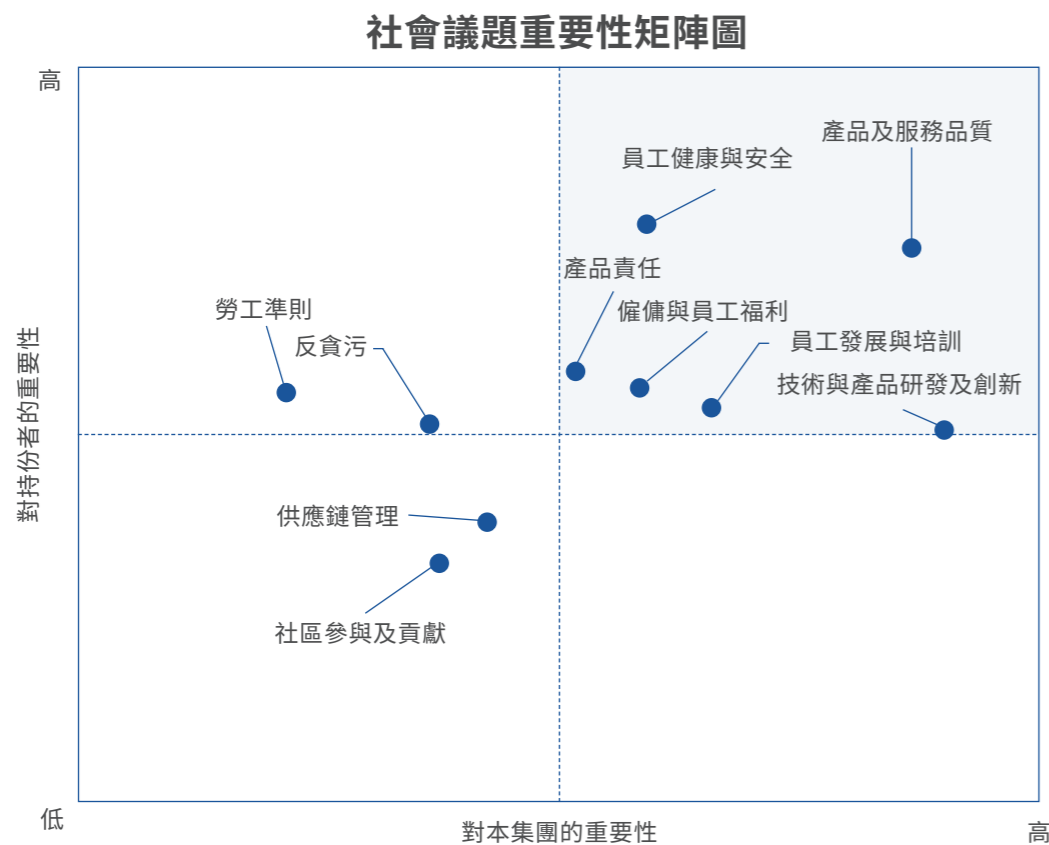 社會議題重要性矩陣圖
高
產品及服務品質
員工健康與安全
產品責任
勞工準則
僱傭與員工福利
反貪污
員工發展與培訓
技術與產品研發及創新
對持份者的重要性
供應鏈管理
社區參與及貢獻
低
對本集團的重要性
高